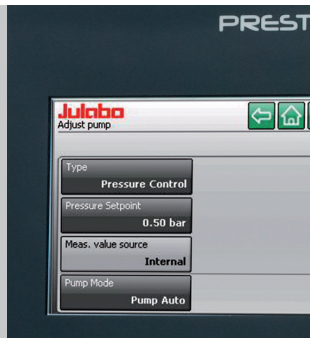 PREST
Julabo
Adjust pump
Type
Pressure Control
Pressure Setpoint
0.50 bar
Meas. value source
Internal
Pump Mode
Pump Auto